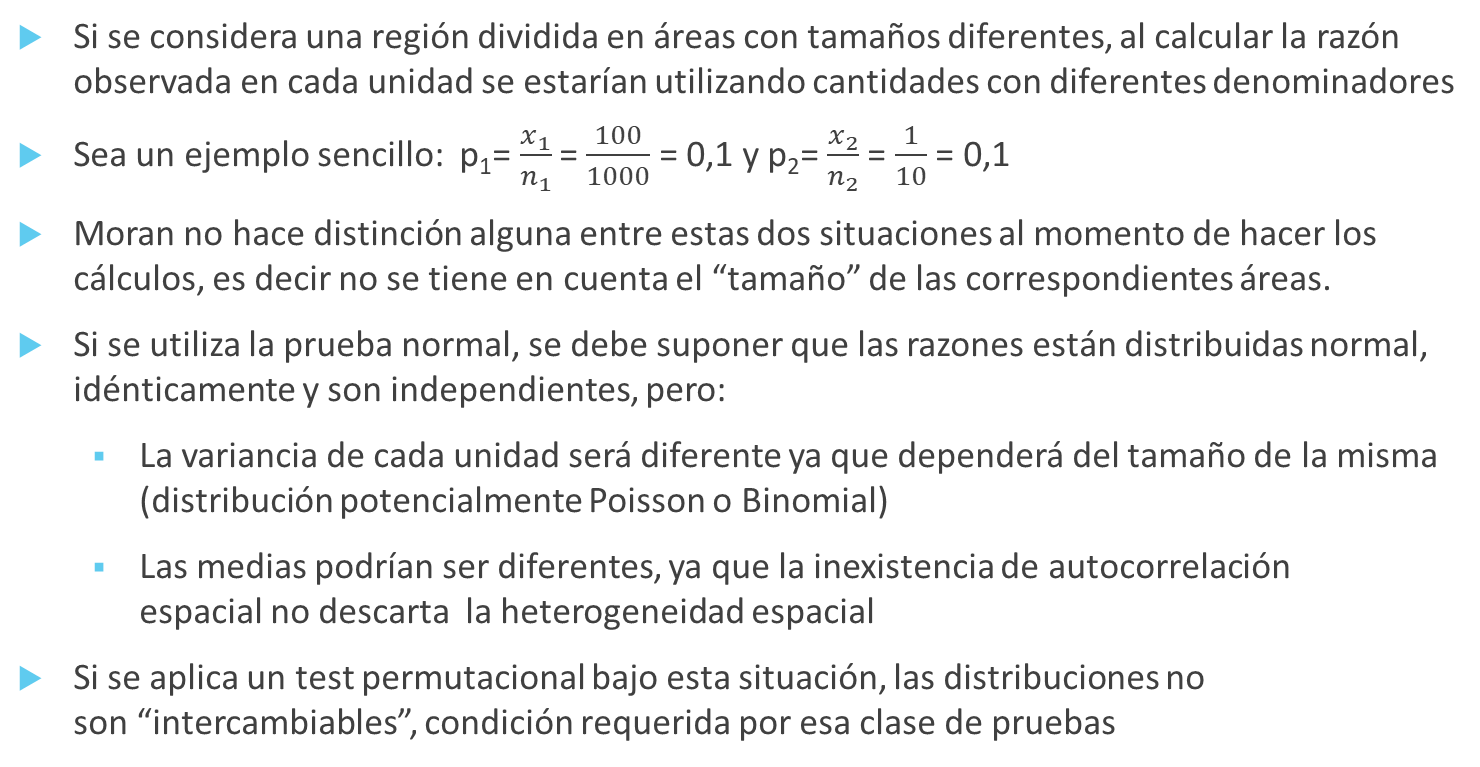 Si se considera una región dividida en áreas con tamaños diferentes, al calcular la razón
observada en cada unidad se estarían utilizando cantidades con diferentes denominadores
Sea un ejemplo sencillo: p₁= x₁/n₁ = 100/1000 = 0,1 y p₂= x₂/n₂ = 1/10 = 0,1
Moran no hace distinción alguna entre estas dos situaciones al momento de hacer los
cálculos, es decir no se tiene en cuenta el “tamaño” de las correspondientes áreas.
Si se utiliza la prueba normal, se debe suponer que las razones están distribuidas normal,
idénticamente y son independientes, pero:
La variancia de cada unidad será diferente ya que dependerá del tamaño de la misma
(distribución potencialmente Poisson o Binomial)
Las medias podrían ser diferentes, ya que la inexistencia de autocorrelación
espacial no descarta la heterogeneidad espacial
Si se aplica un test permutacional bajo esta situación, las distribuciones no
son “intercambiables”, condición requerida por esa clase de pruebas